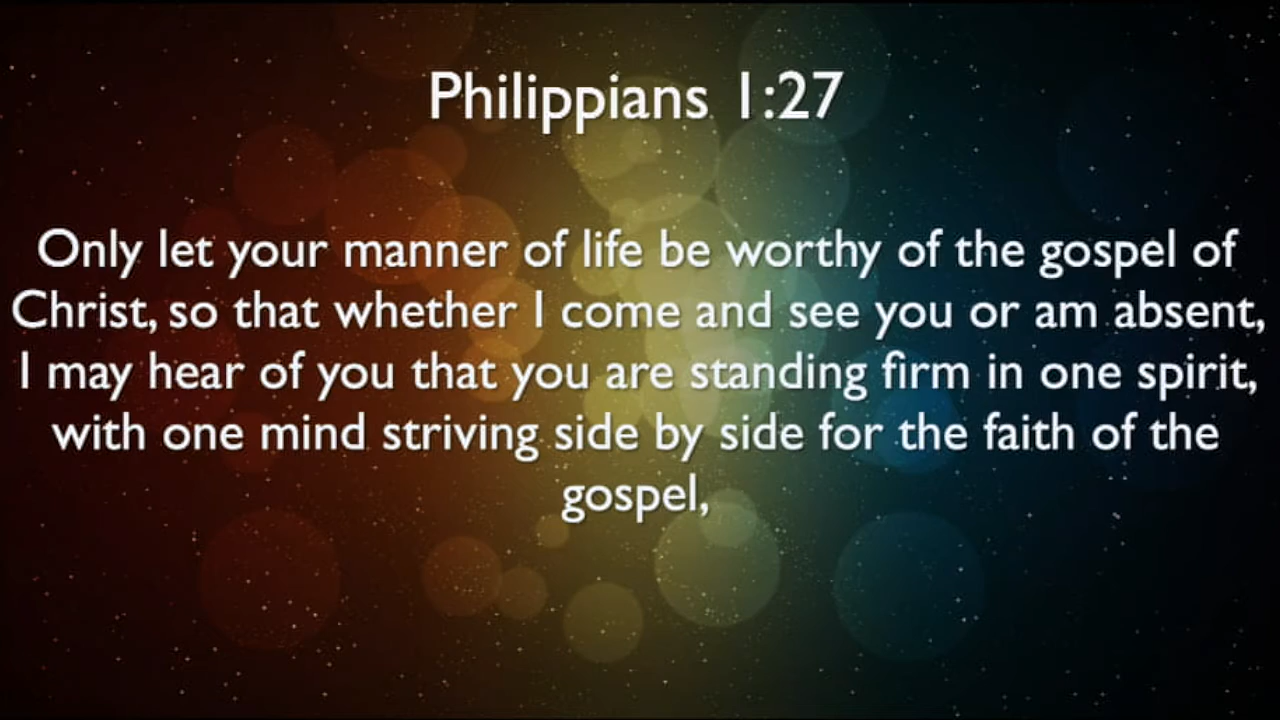 Philippians 1:27
Only let your manner of life be worthy of the gospel of
Christ, so that whether I come and see you or am absent,
I may hear of you that you are standing firm in one spirit,
with one mind striving side by side for the faith of the
gospel,